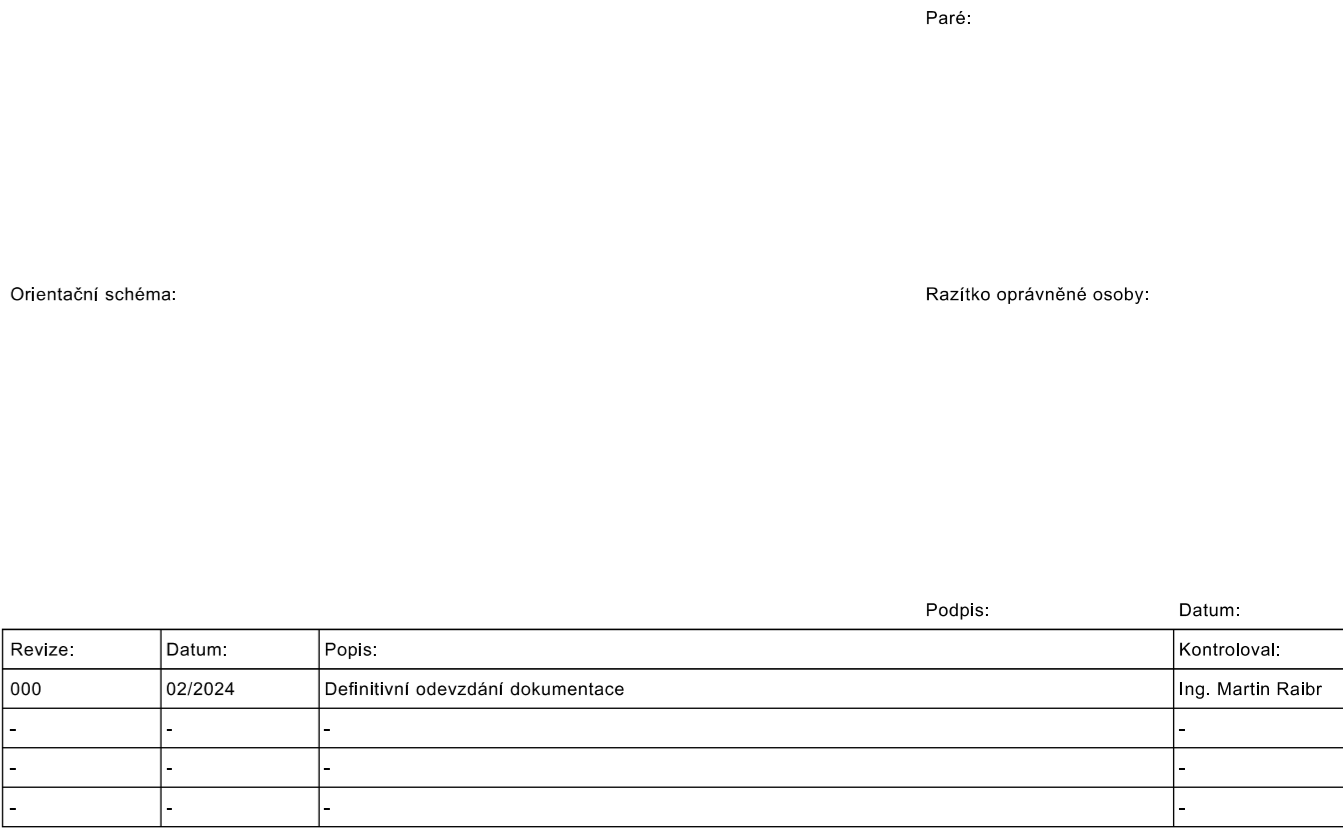 Paré:
Orientační schéma: Razítko oprávněné osoby:
Podpis: Datum:
Revize: Datum: Popis: Kontroloval:
000 02/2024 Definitivní odevzdání dokumentace Ing. Martin Raibr
- - - -
- - - -
- - - -